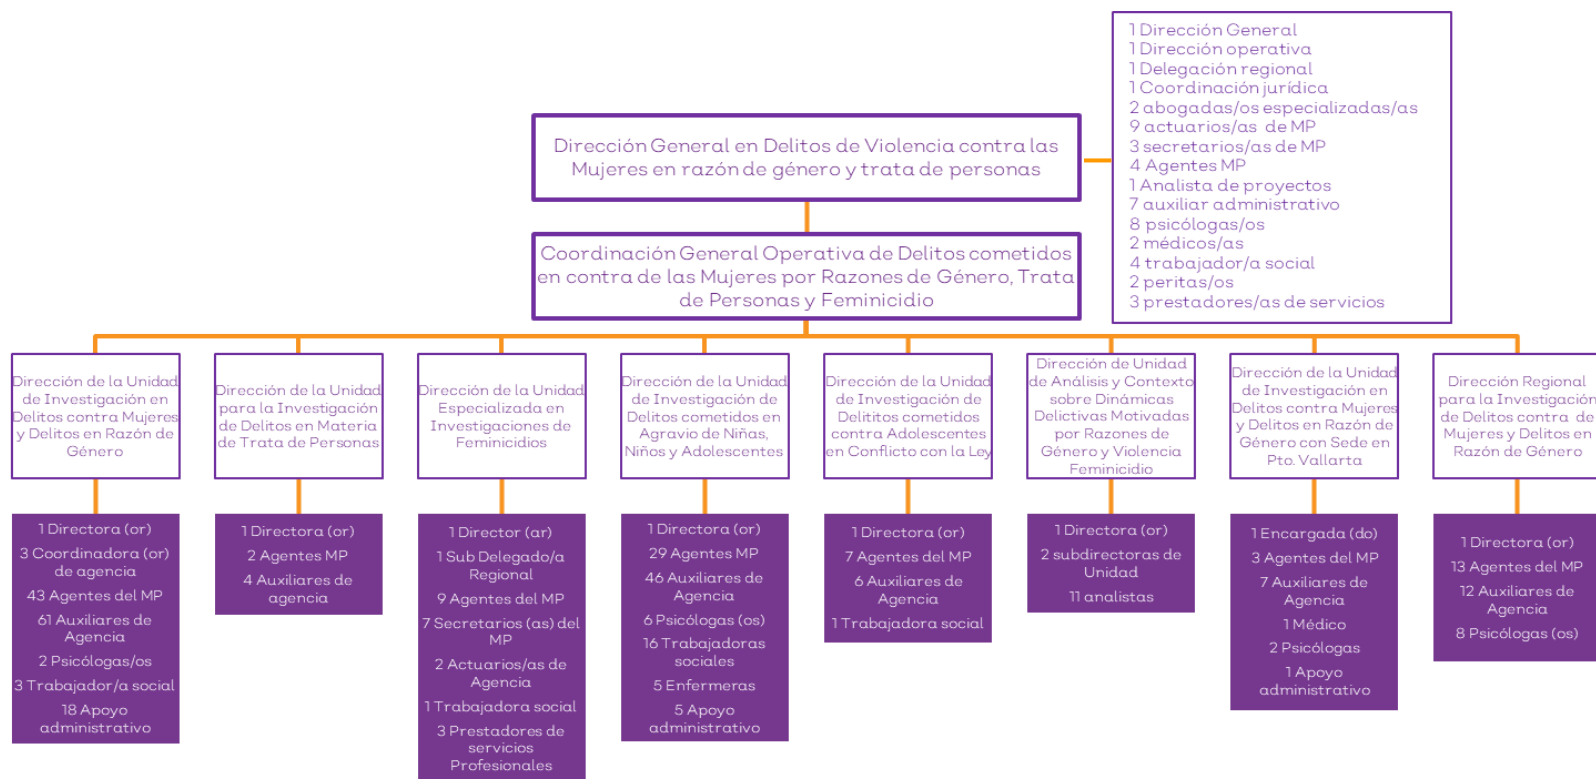 1 Dirección General
1 Dirección operativa
1 Delegación regional
1 Coordinación jurídica
2 abogadas/os especializadas/as
9 actuarios/as de MP
3 secretarios/as de MP
4 Agentes MP
1 Analista de proyectos
7 auxiliar administrativo
8 psicólogas/os
2 médicos/as
4 trabajador/a social
2 peritas/os
3 prestadores/as de servicios
Dirección General en Delitos de Violencia contra las
Mujeres en razón de género y trata de personas
Coordinación General Operativa de Delitos cometidos
en contra de las Mujeres por Razones de Género, Trata
de Personas y Feminicidio
Dirección de la Unidad
de Investigación en
Delitos contra Mujeres
y Delitos en Razón de
Género
Dirección de la Unidad
para la Investigación
de Delitos en Materia
de Trata de Personas
Dirección de la Unidad
Especializada en
Investigaciones de
Feminicidios
Dirección de la Unidad
de Investigación de
Delitos cometidos en
Agravio de Niñas,
Niños y Adolescentes
Dirección de la Unidad
de Investigación de
Delititos cometidos
contra Adolescentes
en Conflicto con la Ley
Dirección de Unidad
de Análisis y Contexto
sobre Dinámicas
Delictivas Motivadas
por Razones de
Género y Violencia
Feminicidio
Dirección de la Unidad
de Investigación en
Delitos contra Mujeres
y Delitos en Razón de
Género con Sede en
Pto. Vallarta
Dirección Regional
para la Investigación
de Delitos contra de
Mujeres y Delitos en
Razón de Género
1 Directora (or)
3 Coordinadora (or)
de agencia
43 Agentes del MP
61 Auxiliares de
Agencia
2 Psicólogas/os
3 Trabajador/a social
18 Apoyo
administrativo
1 Directora (or)
2 Agentes MP
4 Auxiliares de
agencia
1 Director (ar)
1 Sub Delegado/a
Regional
9 Agentes del MP
7 Secretarios (as) del
MP
2 Actuarios/as de
Agencia
1 Trabajadora social
3 Prestadores de
servicios
Profesionales
1 Directora (or)
29 Agentes MP
46 Auxiliares de
Agencia
6 Psicólogas (os)
16 Trabajadoras
sociales
5 Enfermeras
5 Apoyo
administrativo
1 Directora (or)
7 Agentes del MP
6 Auxiliares de
Agencia
1 Trabajadora social
1 Directora (or)
2 subdirectoras de
Unidad
11 analistas
1 Encargada (do)
3 Agentes del MP
7 Auxiliares de
Agencia
1 Médico
2 Psicólogas
1 Apoyo
administrativo
1 Directora (or)
13 Agentes del MP
12 Auxiliares de
Agencia
8 Psicólogas (os)